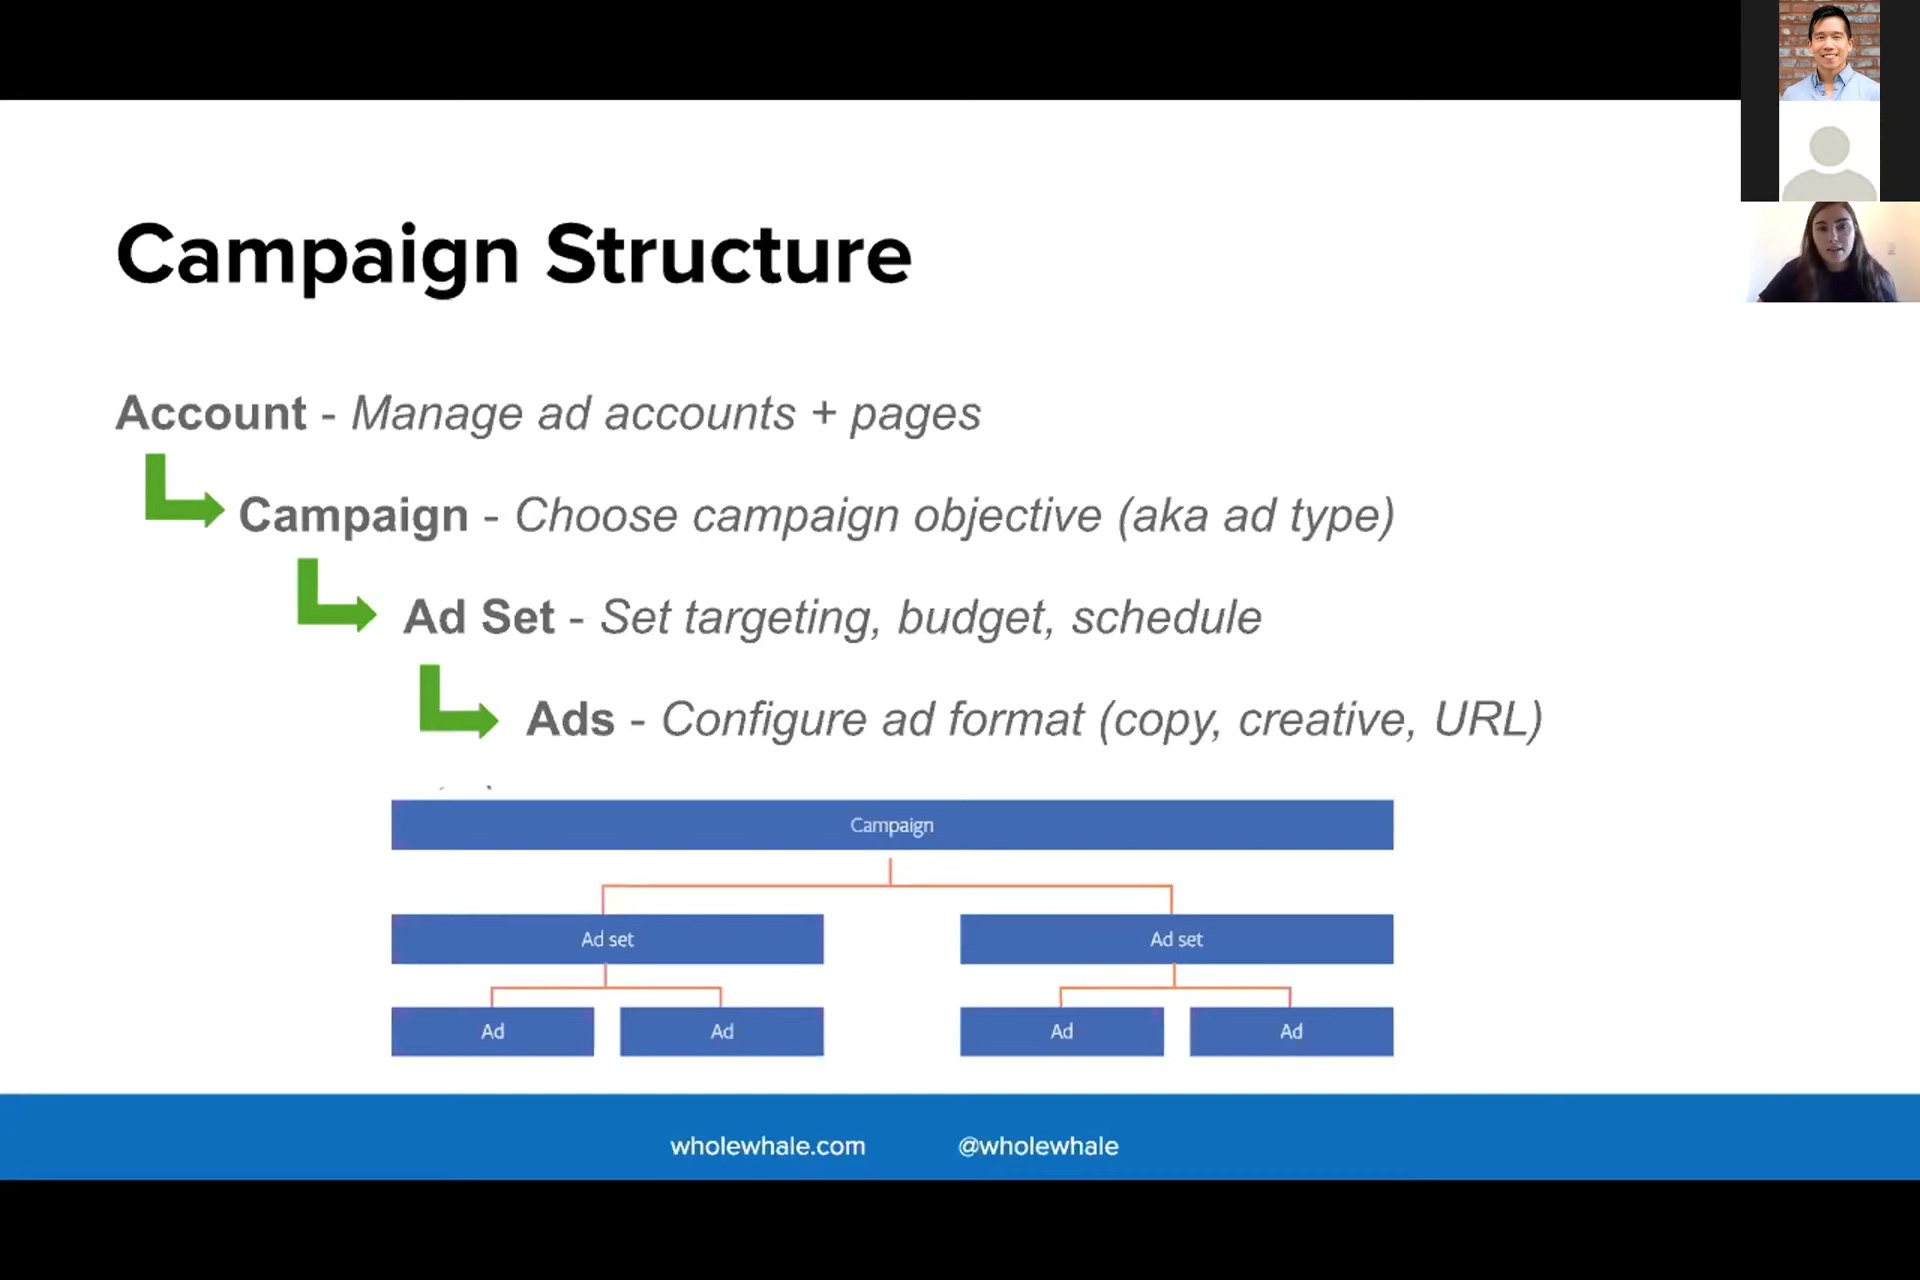 Campaign Structure
Account - Manage ad accounts + pages
Campaign - Choose campaign objective (aka ad type)
Ad Set - Set targeting, budget, schedule
Ads - Configure ad format (copy, creative, URL)
Campaign
Ad set Ad set
Ad Ad Ad Ad
wholewhale.com @wholewhale